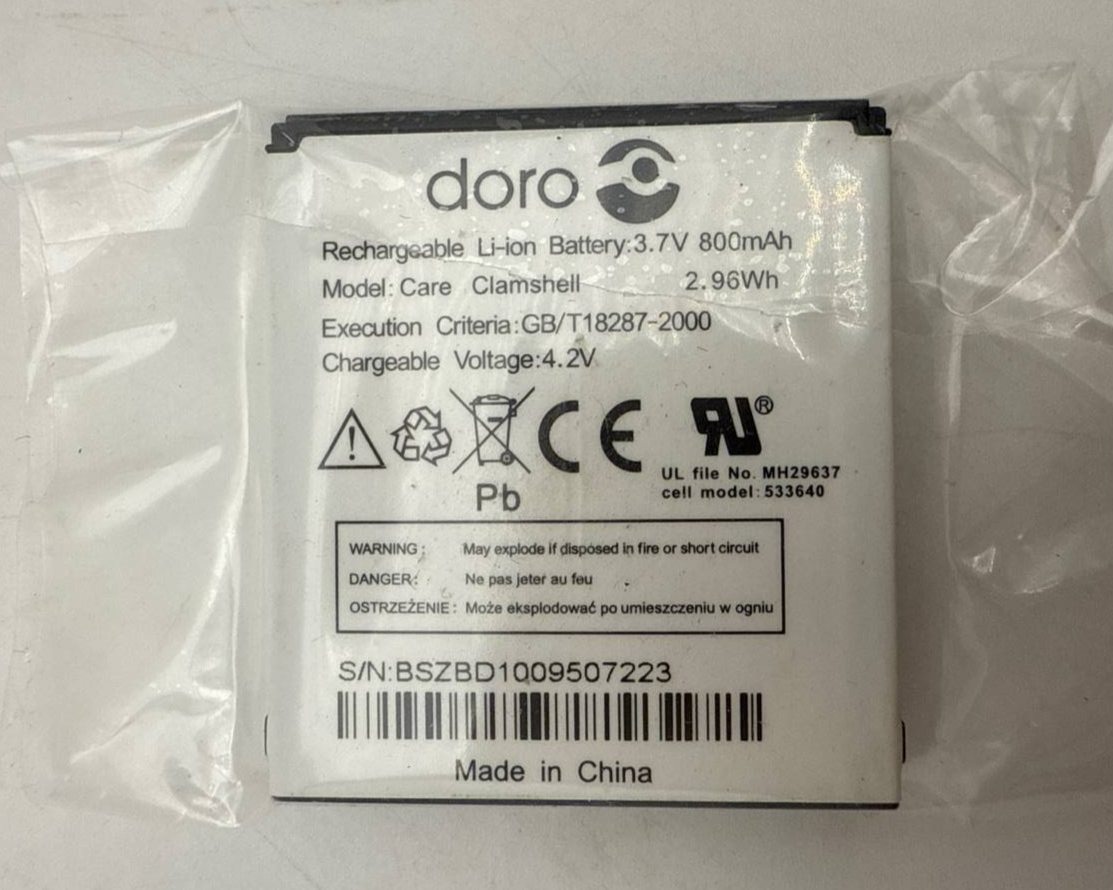 doro
Rechargeable Li-ion Battery:3.7V 800mAh
Model:Care Clamshell 2.96Wh
Execution Criteria:GB/T18287-2000
Chargeable Voltage:4.2V
CE RU®
UL file No. MH29637
cell model:533640
Pb
WARNING: May explode if disposed in fire or short circuit
DANGER: Ne pas jeter au feu
OSTRZEŻENIE: Może eksplodować po umieszczeniu w ogniu
S/N:BSZBD1009507223
Made in China